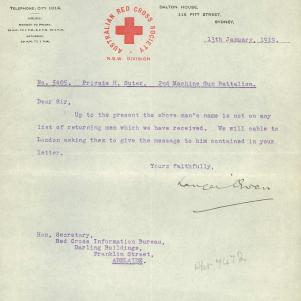 TELEPHONE: CITY 1018.
DALTON HOUSE,
115 PITT STREET,
SYDNEY,
AUSTRALIAN RED CROSS SOCIETY
N.S.W. DIVISION
13th January, 1919.
No. 5405. Private H. Suter, 2nd Machine Gun Battalion.
Dear Sir,
Up to the present the above man's name is not on any
list of returning men which we have received. We will cable to
London asking them to give the message to him contained in your
letter.
Yours faithfully,
Owen
Hon. Secretary,
Red Cross Information Bureau,
Darling Buildings,
Franklin Street,
ADELAIDE.